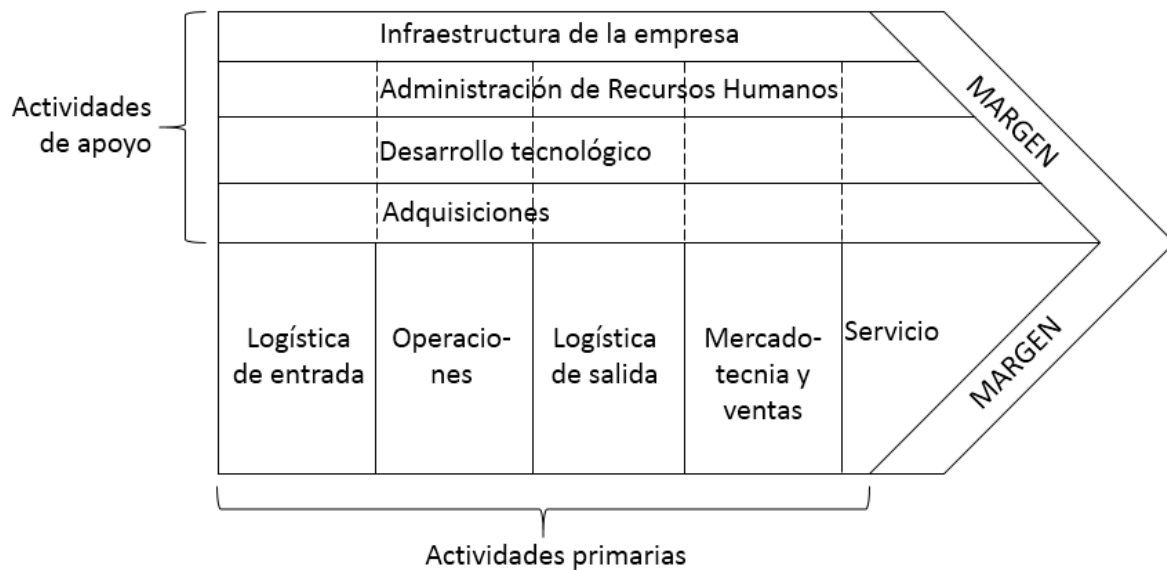 Infraestructura de la empresa
Administración de Recursos Humanos
Desarrollo tecnológico
Adquisiciones
Actividades
de apoyo
MARGEN
Logística
de entrada
Operacio-
nes
Logística
de salida
Mercado-
tecnia y
ventas
Servicio
MARGEN
Actividades primarias